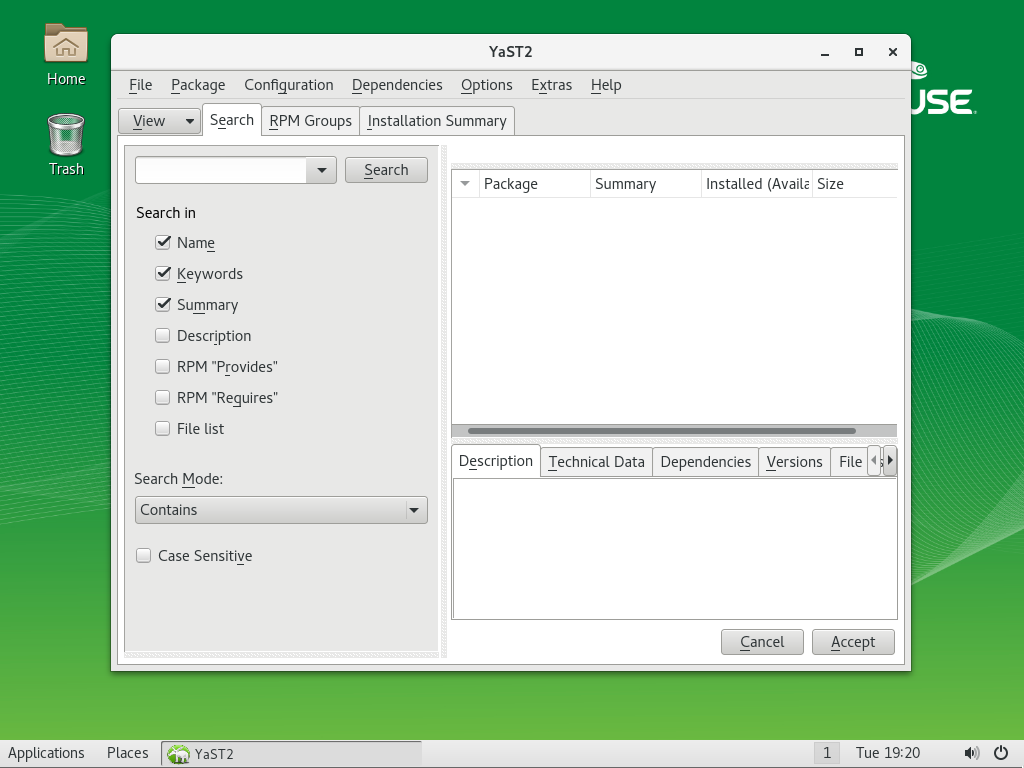 Home
Trash
USE.
YaST2
File Package Configuration Dependencies Options Extras Help
View Search RPM Groups Installation Summary
Search
Search in
Name
Keywords
Summary
Description
RPM "Provides"
RPM "Requires"
File list
Search Mode:
Contains
Case Sensitive
Package Summary Installed (Availa Size
Description Technical Data Dependencies Versions File
Cancel Accept
Applications Places YaST2 1 Tue 19:20